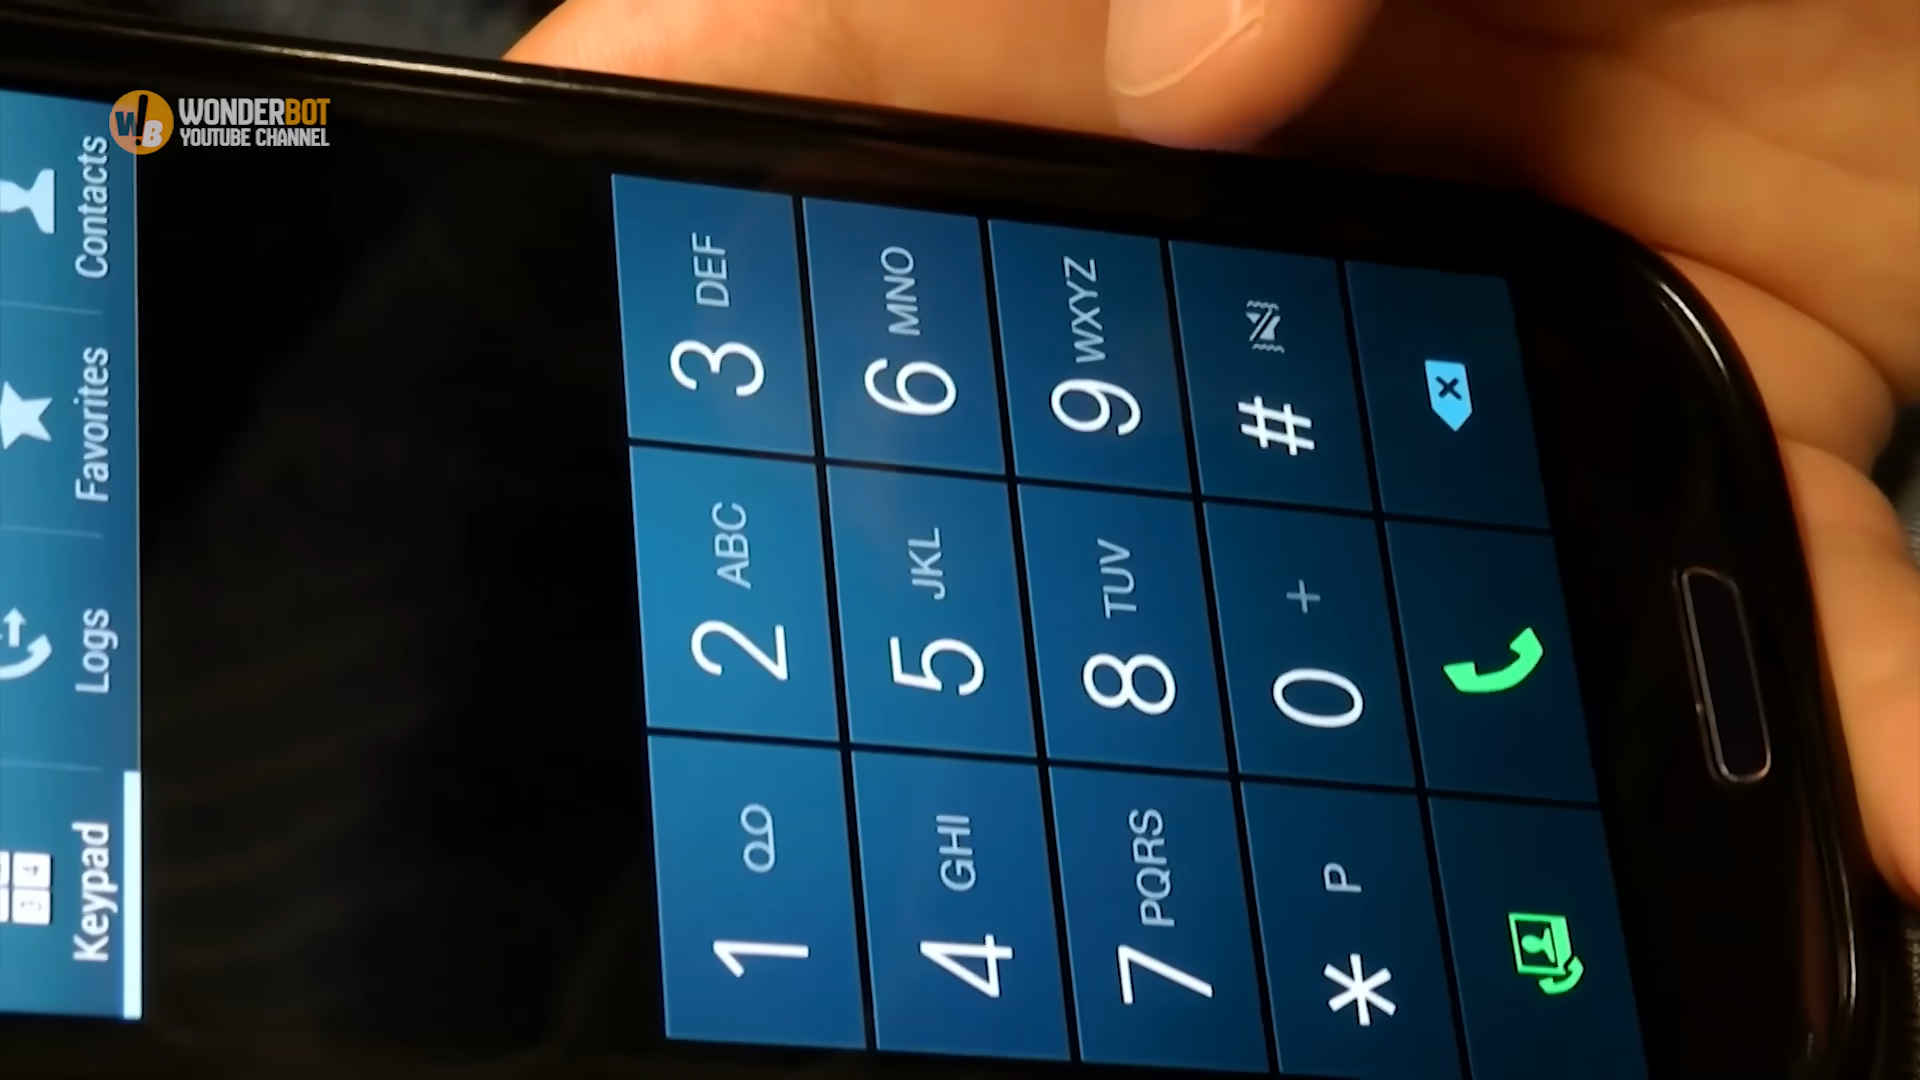 WONDERBOT
YOUTUBE CHANNEL
Keypad
Logs
Favorites
Contacts
1
2 ABC
3 DEF
4 GHI
5 JKL
6 MNO
7 PQRS
8 TUV
9 WXYZ
* P
0 +
#